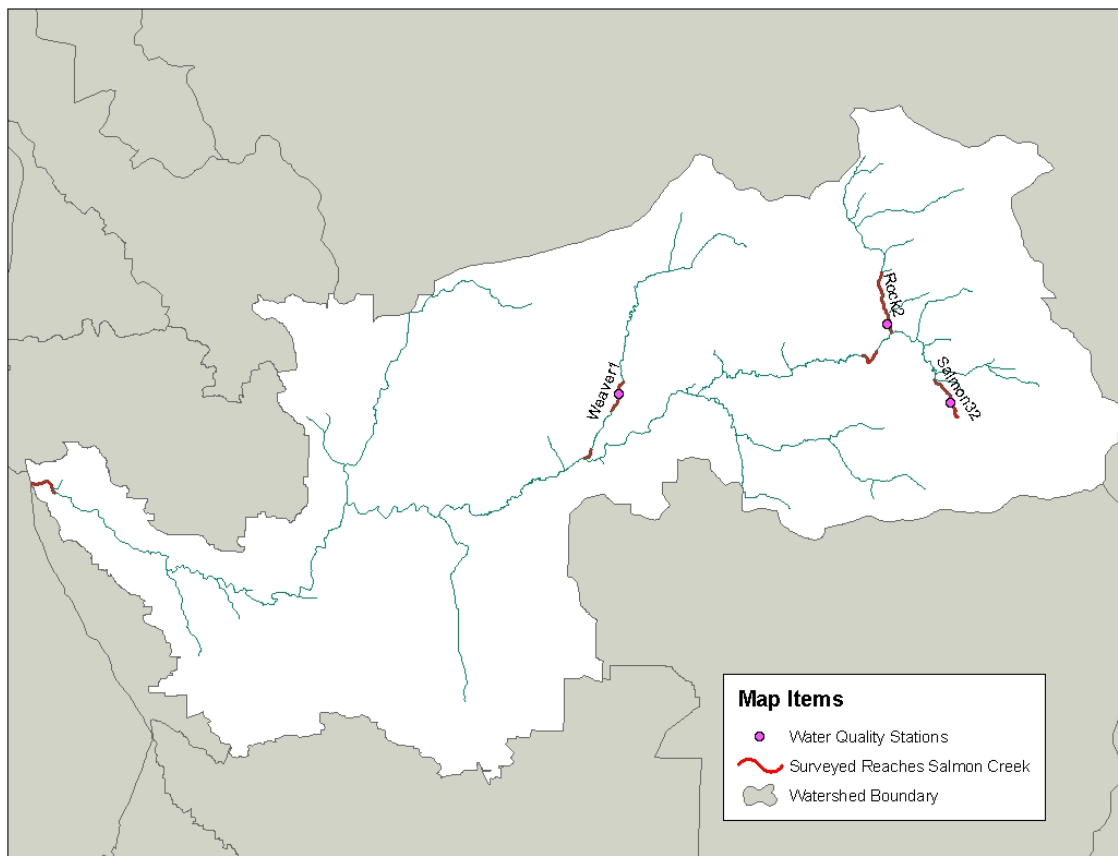 Rock2
Weaver1
Salmon32
Map Items
Water Quality Stations
Surveyed Reaches Salmon Creek
Watershed Boundary